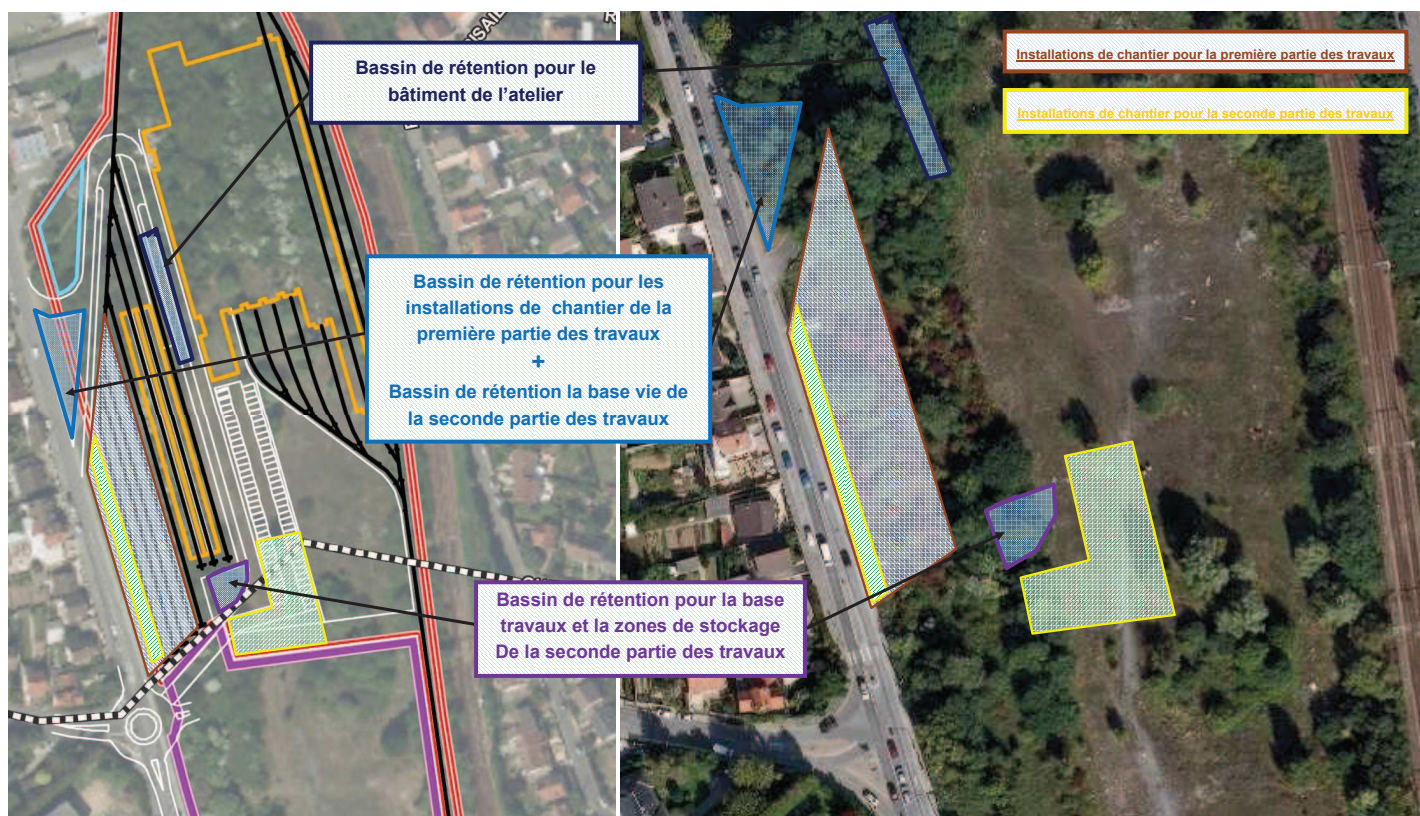 Bassin de rétention pour le
bâtiment de l'atelier
Installations de chantier pour la première partie des travaux
Installations de chantier pour la seconde partie des travaux
Bassin de rétention pour les
installations de chantier de la
première partie des travaux
+
Bassin de rétention la base vie de
la seconde partie des travaux
Bassin de rétention pour la base
travaux et la zones de stockage
De la seconde partie des travaux